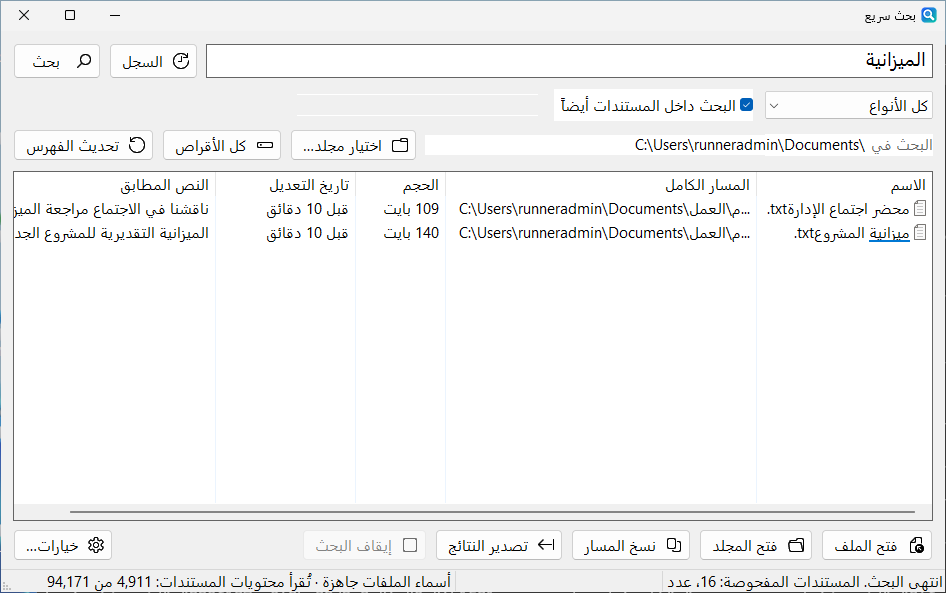 بحث سريع
الميزانية
السجل
بحث
كل الأنواع
البحث داخل المستندات أيضاً
البحث في C:\Users\runneradmin\Documents\
اختيار مجلد...
كل الأقراص
تحديث الفهرس
الاسم المسار الكامل الحجم تاريخ التعديل النص المطابق
محضر اجتماع الإدارة.txt C:\Users\runneradmin\Documents\م\العمل... 109 بايت قبل 10 دقائق ناقشنا في الاجتماع مراجعة الميز
ميزانية المشروع.txt C:\Users\runneradmin\Documents\م\العمل... 140 بايت قبل 10 دقائق الميزانية التقديرية للمشروع الجد
فتح الملف
فتح المجلد
نسخ المسار
تصدير النتائج
إيقاف البحث
خيارات...
انتهى البحث. المستندات المفحوصة: 16، عدد
أسماء الملفات جاهزة · تُقرأ محتويات المستندات: 4,911 من 94,171